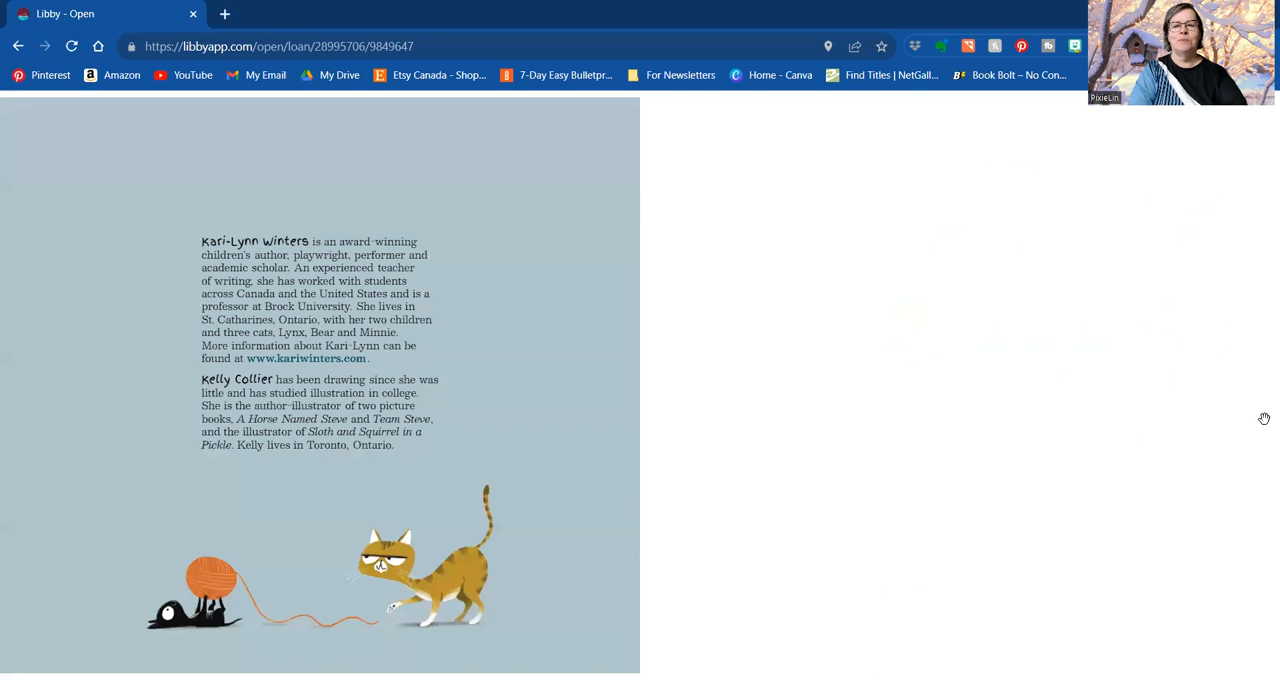 Libby - Open
https://libbyapp.com/open/loan/28995706/9849647
PixieLin
Pinterest Amazon YouTube My Email My Drive Etsy Canada - Shop... 7-Day Easy Bulletpr... For Newsletters Home - Canva Find Titles | NetGall... Book Bolt – No Con...
Kari-Lynn Winters is an award-winning
children's author, playwright, performer and
academic scholar. An experienced teacher
of writing, she has worked with students
across Canada and the United States and is a
professor at Brock University. She lives in
St. Catharines, Ontario, with her two children
and three cats, Lynx, Bear and Minnie.
More information about Kari-Lynn can be
found at www.kariwinters.com.
Kelly Collier has been drawing since she was
little and has studied illustration in college.
She is the author-illustrator of two picture
books, A Horse Named Steve and Team Steve,
and the illustrator of Sloth and Squirrel in a
Pickle. Kelly lives in Toronto, Ontario.